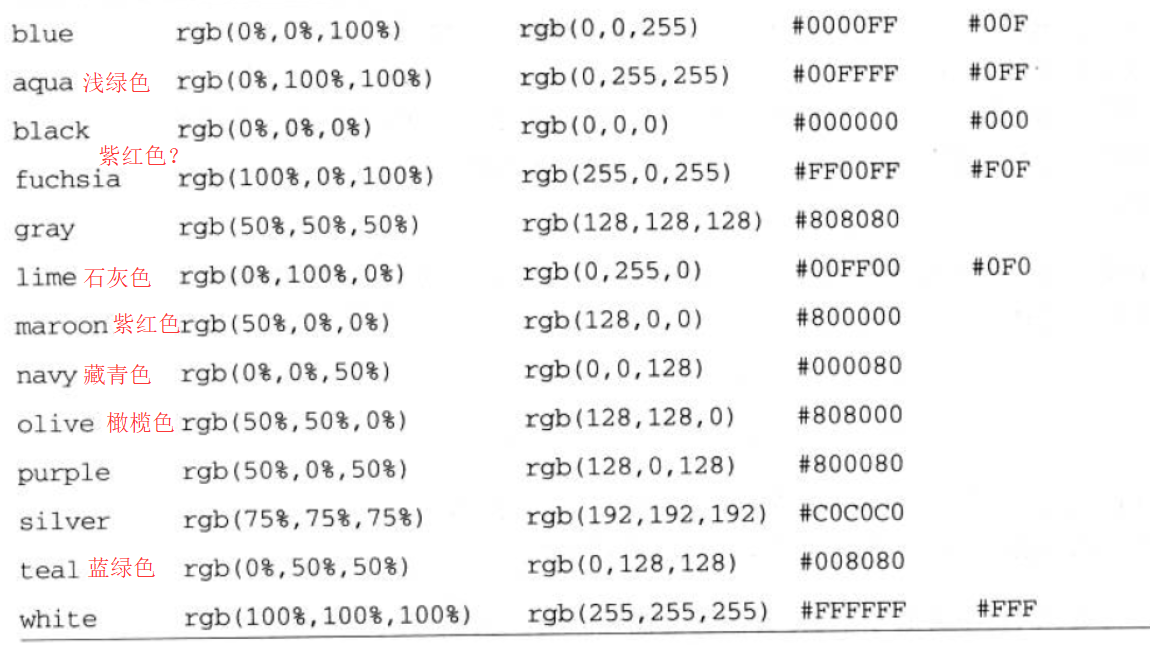 blue rgb(0%,0%,100%) rgb(0,0,255) #0000FF #00F
aqua 浅绿色 rgb(0%,100%,100%) rgb(0,255,255) #00FFFF #0FF
black rgb(0%,0%,0%) rgb(0,0,0) #000000 #000
紫红色？
fuchsia rgb(100%,0%,100%) rgb(255,0,255) #FF00FF #F0F
gray rgb(50%,50%,50%) rgb(128,128,128) #808080
lime 石灰色 rgb(0%,100%,0%) rgb(0,255,0) #00FF00 #0F0
maroon 紫红色 rgb(50%,0%,0%) rgb(128,0,0) #800000
navy 藏青色 rgb(0%,0%,50%) rgb(0,0,128) #000080
olive 橄榄色 rgb(50%,50%,0%) rgb(128,128,0) #808000
purple rgb(50%,0%,50%) rgb(128,0,128) #800080
silver rgb(75%,75%,75%) rgb(192,192,192) #C0C0C0
teal 蓝绿色 rgb(0%,50%,50%) rgb(0,128,128) #008080
white rgb(100%,100%,100%) rgb(255,255,255) #FFFFFF #FFF